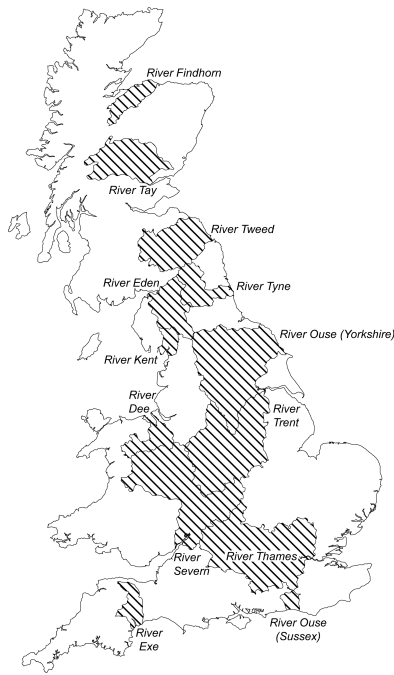 River Findhorn
River Tay
River Tweed
River Eden
River Tyne
River Ouse (Yorkshire)
River Kent
River
Dee
River
Trent
River
Severn
River Thames
River
Exe
River Ouse
(Sussex)